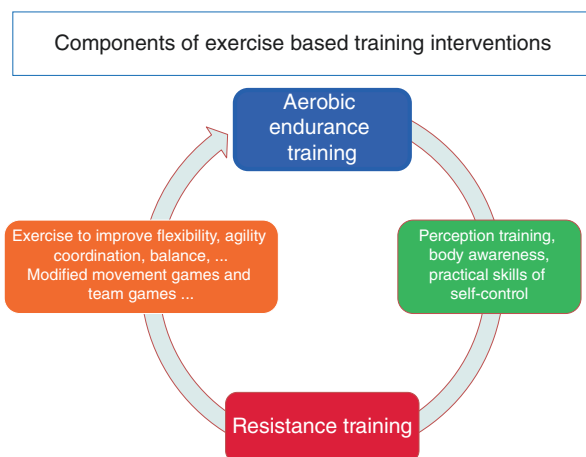 Components of exercise based training interventions
Aerobic
endurance
training
Exercise to improve flexibility, agility
coordination, balance, ...
Modified movement games and
team games ...
Perception training,
body awareness,
practical skills of
self-control
Resistance training